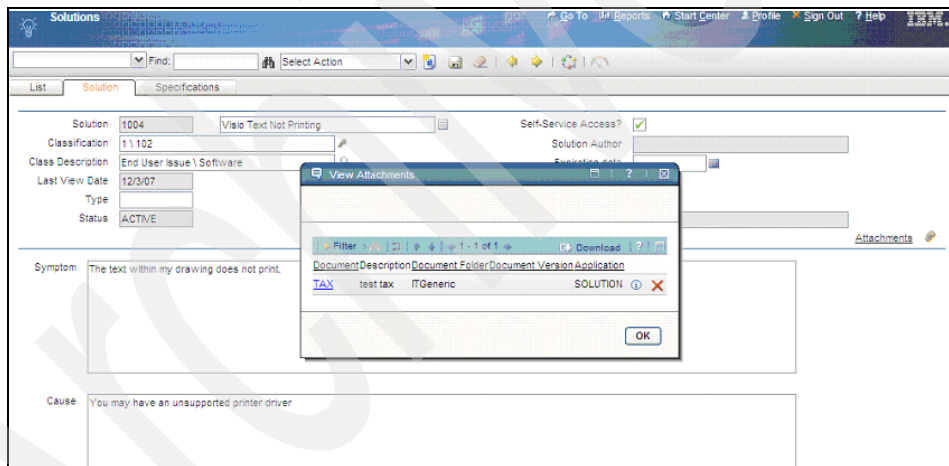 Solutions
Go To Reports Start Center Profile Sign Out ? Help IBM.
Find: Select Action
List Solution Specifications
Solution 1004 Visio Text Not Printing Self-Service Access?
Classification 1 \ 102 Solution Author
Class Description End User Issue \ Software Expiration date
Last View Date 12/3/07
Type
Status ACTIVE
Attachments
View Attachments ?
Filter 1 - 1 of 1 Download ?
Document Description Document Folder Document Version Application
TAX test tax ITGeneric SOLUTION
OK
Symptom The text within my drawing does not print.
Cause You may have an unsupported printer driver